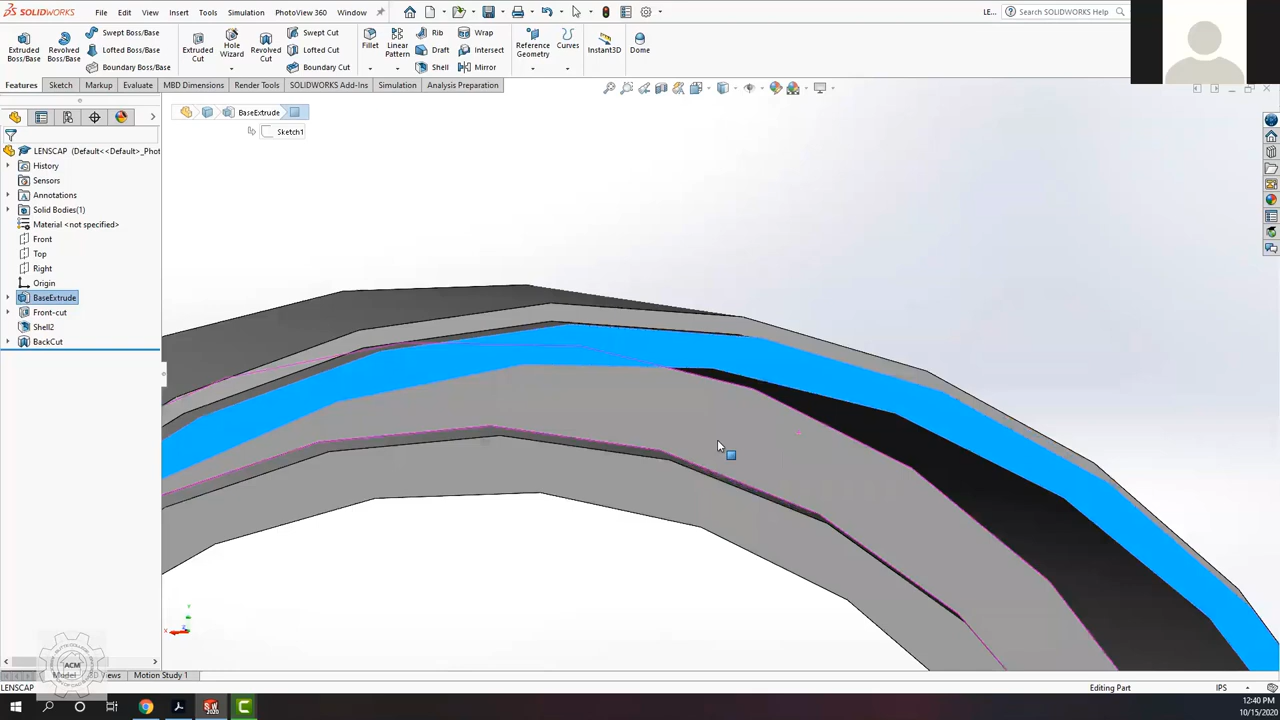 SOLIDWORKS File Edit View Insert Tools Simulation PhotoView 360 Window LE... Search SOLIDWORKS Help
Extruded Boss/Base
Revolved Boss/Base
Swept Boss/Base
Lofted Boss/Base
Boundary Boss/Base
Extruded Cut
Hole Wizard
Revolved Cut
Swept Cut
Lofted Cut
Boundary Cut
Fillet
Linear Pattern
Rib
Draft
Shell
Wrap
Intersect
Mirror
Reference Geometry
Curves
Instant3D
Dome
Features Sketch Markup Evaluate MBD Dimensions Render Tools SOLIDWORKS Add-Ins Simulation Analysis Preparation
BaseExtrude
Sketch1
LENSCAP (Default<<Default>_Phot
History
Sensors
Annotations
Solid Bodies(1)
Material <not specified>
Front
Top
Right
Origin
BaseExtrude
Front-cut
Shell2
BackCut
Y
X
ACM
Model Views Motion Study 1
LENSCAP Editing Part IPS
12:40 PM
10/15/2020